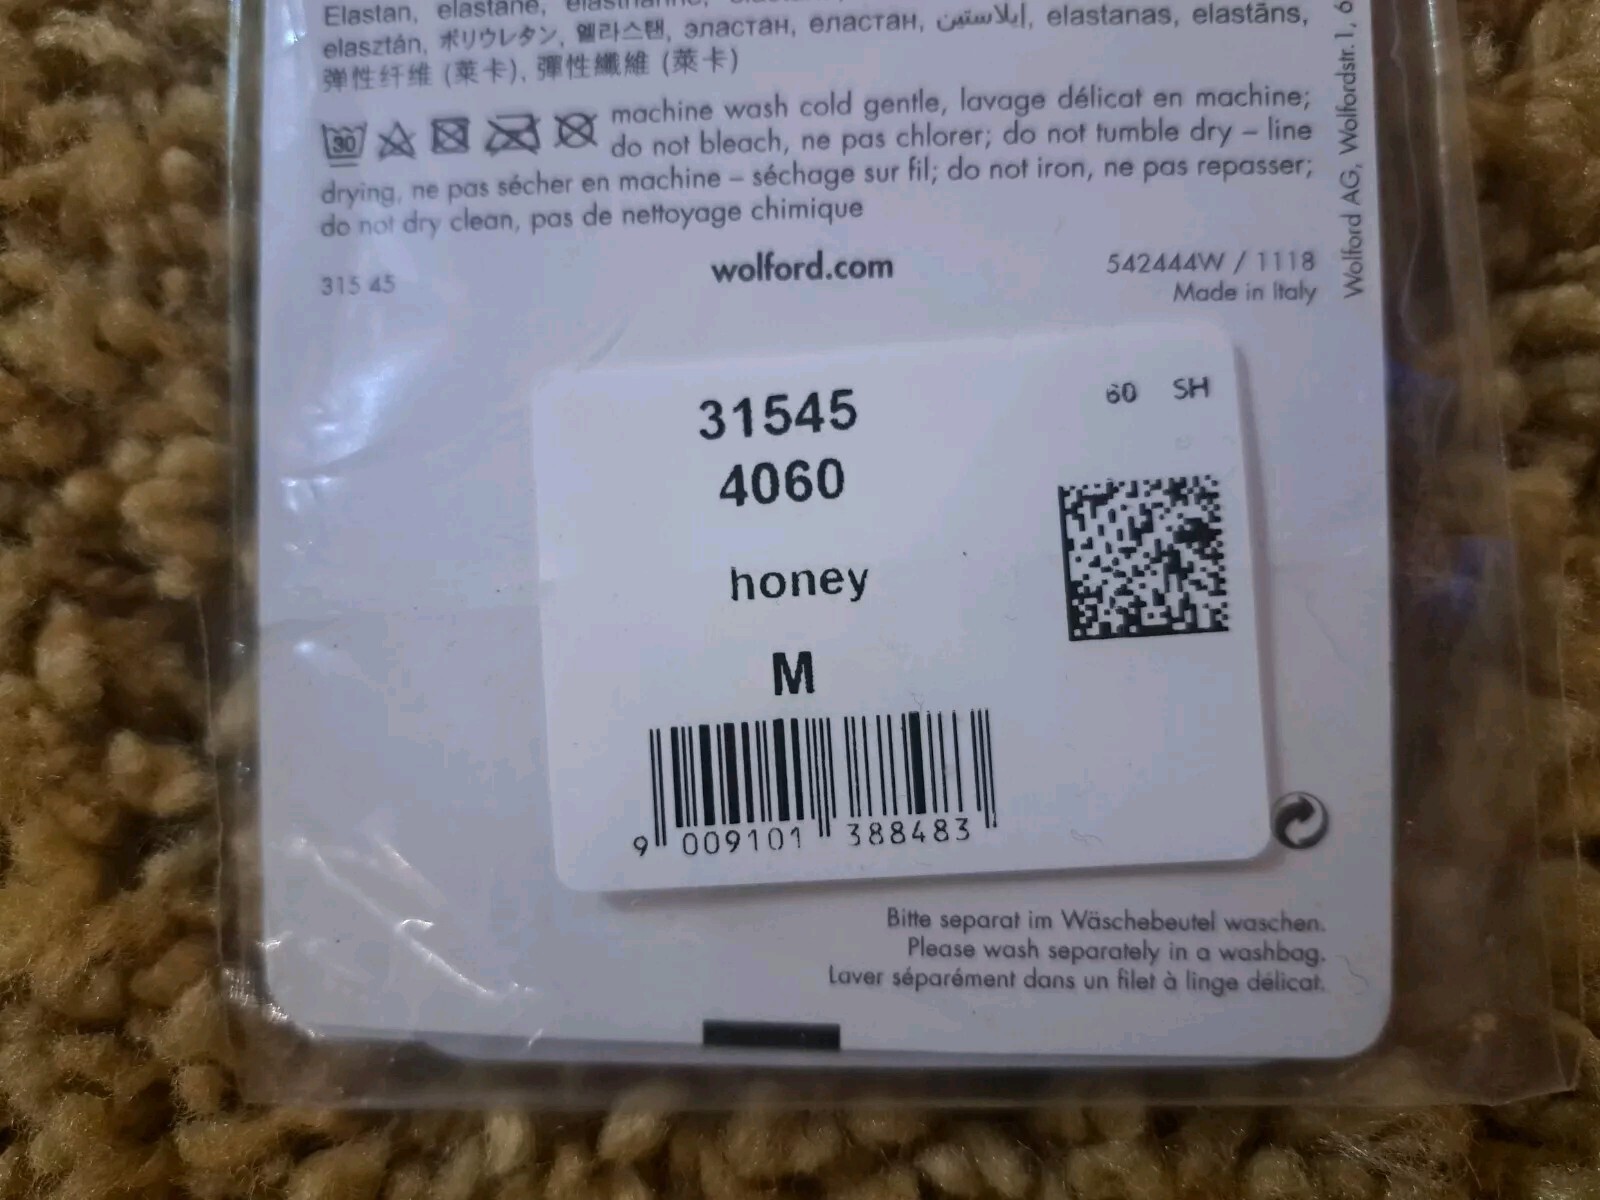 Elastan, elastane,
elasztán, ポリウレタン, 엘라스탠, эластан, еластан, إيلاستين, elastanas, elastāns,
弹性纤维 (萊卡), 彈性纖維 (萊卡)
30 machine wash cold gentle, lavage délicat en machine;
do not bleach, ne pas chlorer; do not tumble dry – line
drying, ne pas sécher en machine – séchage sur fil; do not iron, ne pas repasser;
do not dry clean, pas de nettoyage chimique
315 45
wolford.com
542444W / 1118
Made in Italy
Wolford AG, Wolfordstr. 1, 6
31545
60 SH
4060
honey
M
9 009101 388483
Bitte separat im Wäschebeutel waschen.
Please wash separately in a washbag.
Laver séparément dans un filet à linge délicat.